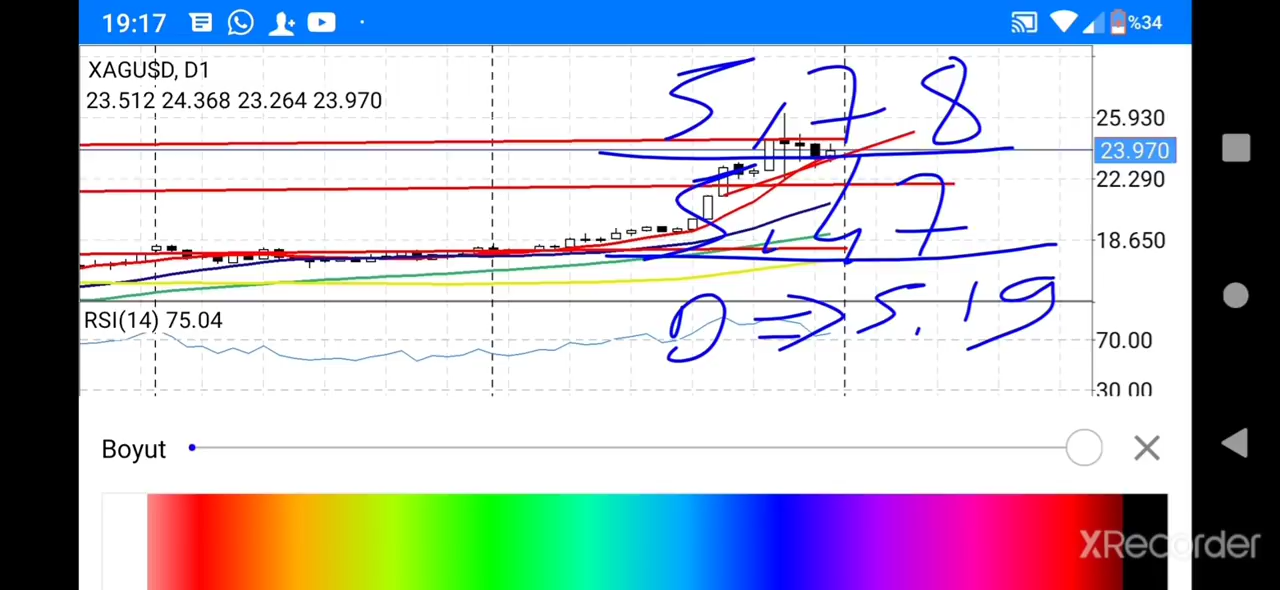 19:17 %34
XAGUSD, D1
23.512 24.368 23.264 23.970
5,78
25.930
23.970
22.290
5,47
18.650
0 => 5.19
RSI(14) 75.04
70.00
30.00
Boyut
XRecorder